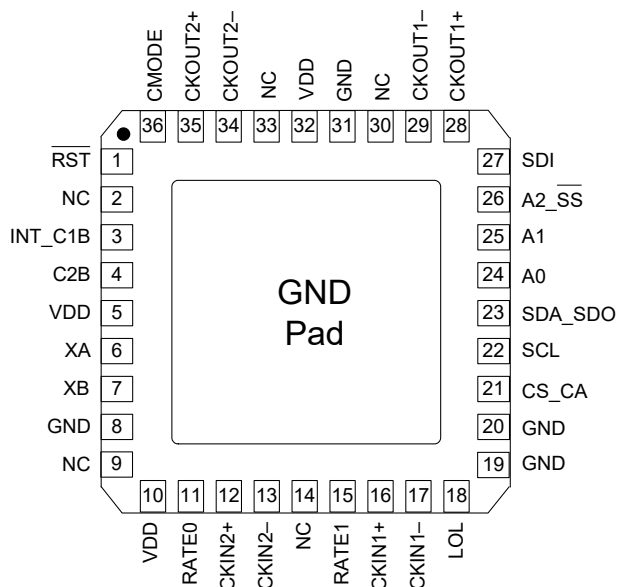 CMODE
CKOUT2+
CKOUT2–
NC
VDD
GND
NC
CKOUT1–
CKOUT1+
36 35 34 33 32 31 30 29 28
RST 1
NC 2
INT_C1B 3
C2B 4
VDD 5
XA 6
XB 7
GND 8
NC 9
GND
Pad
27 SDI
26 A2_SS
25 A1
24 A0
23 SDA_SDO
22 SCL
21 CS_CA
20 GND
19 GND
10 11 12 13 14 15 16 17 18
VDD
RATE0
CKIN2+
CKIN2–
NC
RATE1
CKIN1+
CKIN1–
LOL